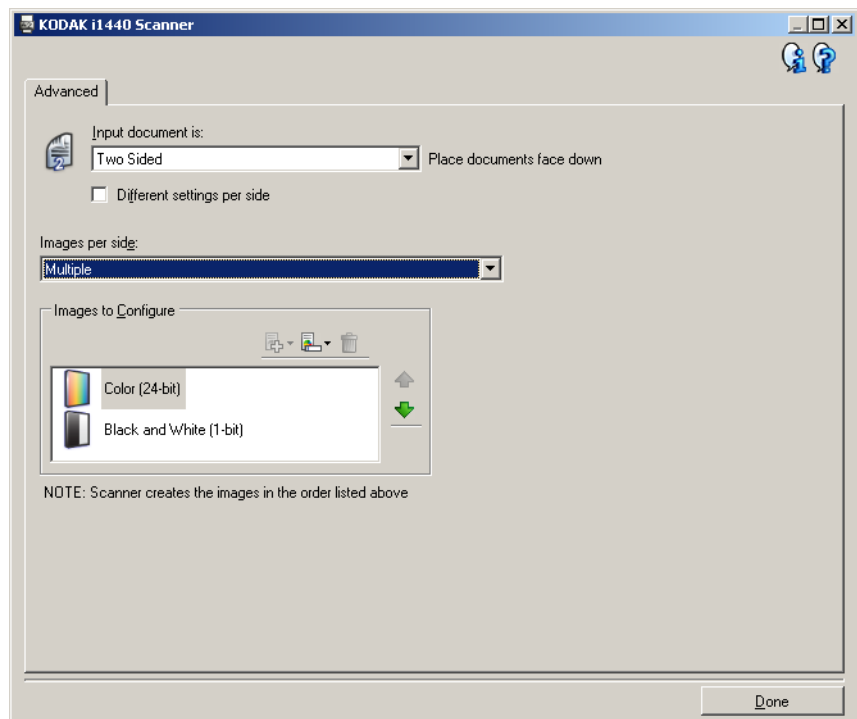 KODAK i1440 Scanner
Advanced
Input document is:
Two Sided Place documents face down
Different settings per side
Images per side:
Multiple
Images to Configure
Color (24-bit)
Black and White (1-bit)
NOTE: Scanner creates the images in the order listed above
Done